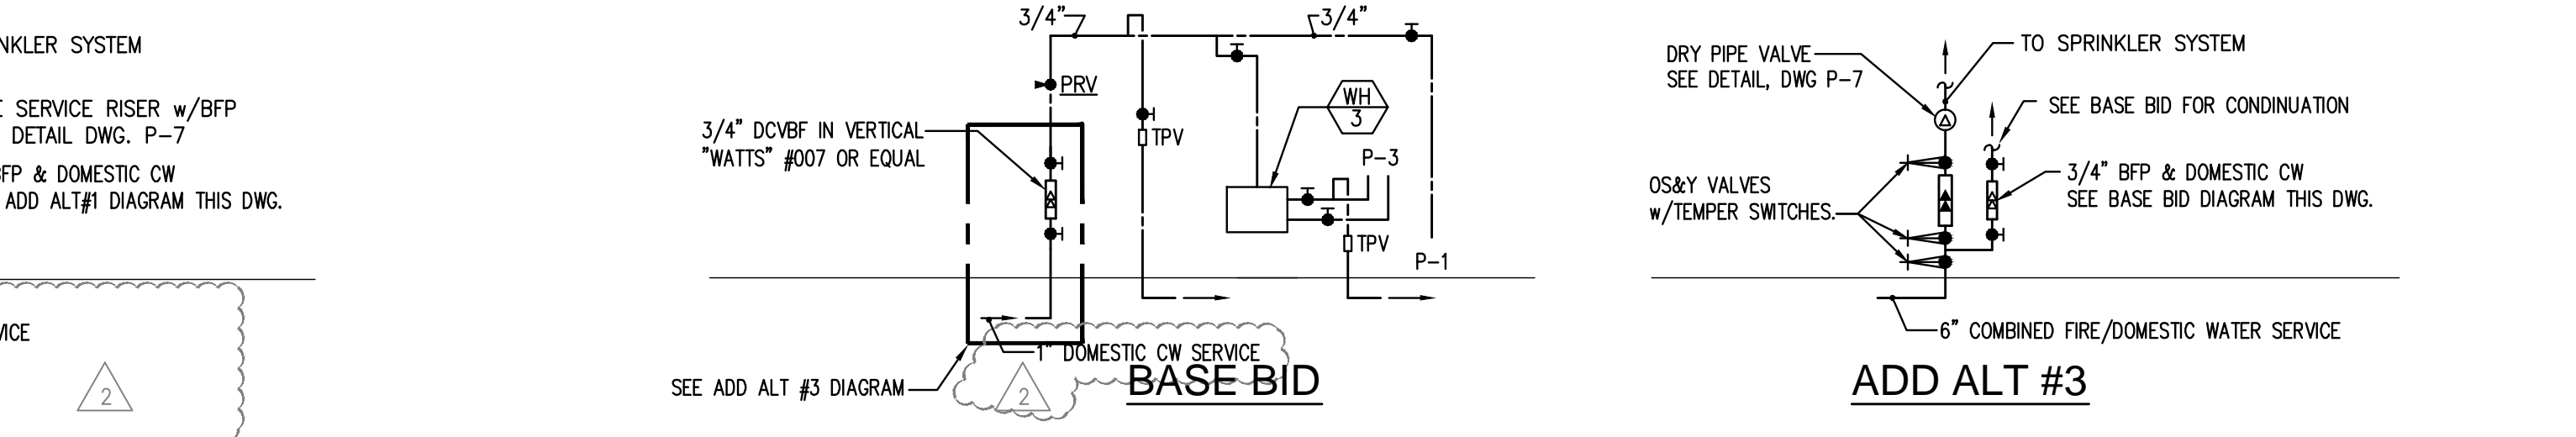 NKLER SYSTEM
E SERVICE RISER w/BFP
DETAIL DWG. P-7
BFP & DOMESTIC CW
ADD ALT#1 DIAGRAM THIS DWG.
VICE
2
3/4"
3/4"
PRV
3/4" DCVBF IN VERTICAL
"WATTS" #007 OR EQUAL
TPV
WH
3
P-3
TPV
P-1
1" DOMESTIC CW SERVICE
SEE ADD ALT #3 DIAGRAM
2
BASE BID
DRY PIPE VALVE
SEE DETAIL, DWG P-7
TO SPRINKLER SYSTEM
SEE BASE BID FOR CONDINUATION
OS&Y VALVES
w/TEMPER SWITCHES.
3/4" BFP & DOMESTIC CW
SEE BASE BID DIAGRAM THIS DWG.
6" COMBINED FIRE/DOMESTIC WATER SERVICE
ADD ALT #3